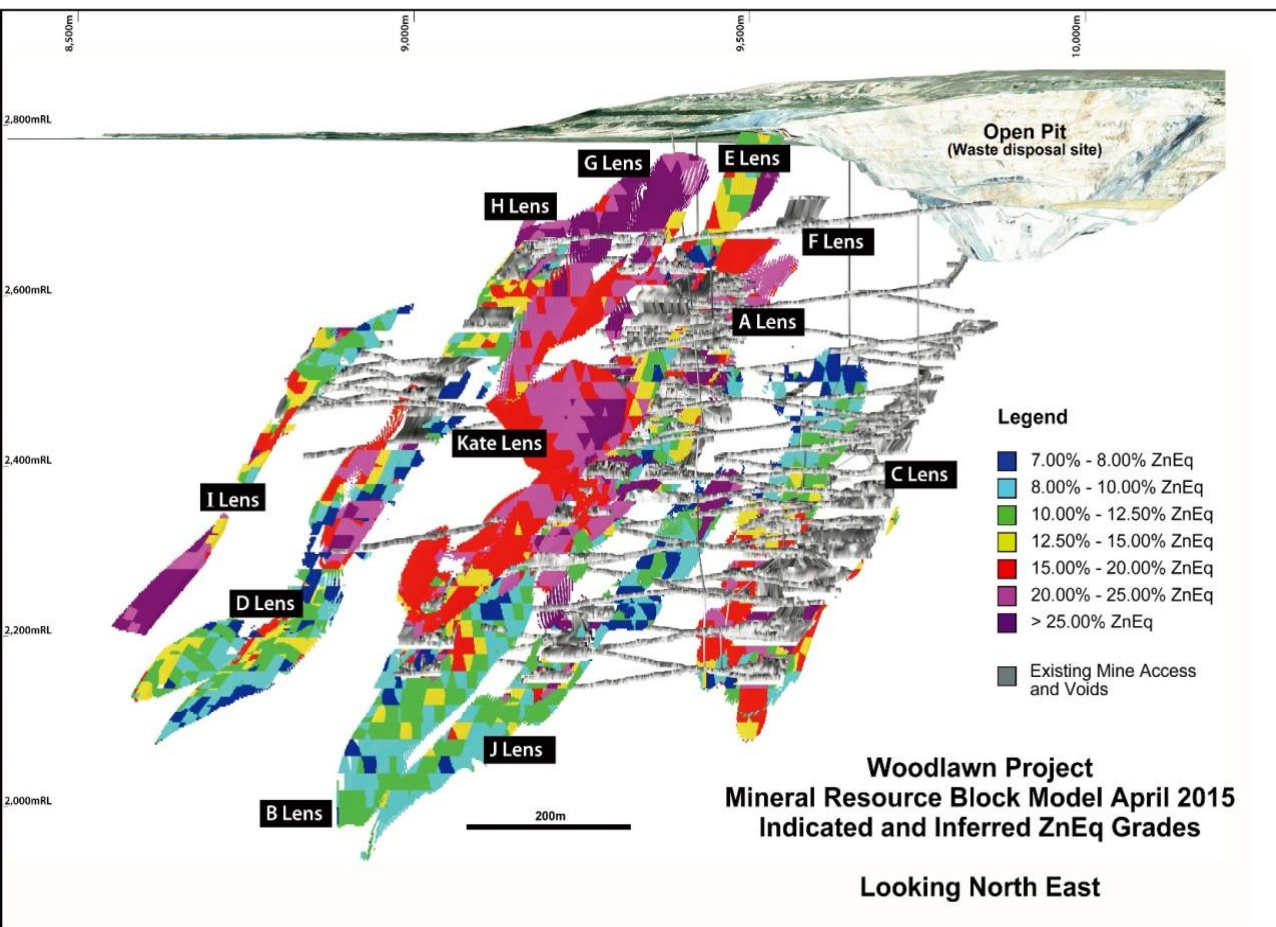 8,500m
9,000m
9,500m
10,000m
2,800mRL
Open Pit
(Waste disposal site)
G Lens
E Lens
H Lens
F Lens
2,600mRL
A Lens
Legend
Kate Lens
2,400mRL
7.00% - 8.00% ZnEq
C Lens
8.00% - 10.00% ZnEq
I Lens
10.00% - 12.50% ZnEq
12.50% - 15.00% ZnEq
15.00% - 20.00% ZnEq
20.00% - 25.00% ZnEq
D Lens
> 25.00% ZnEq
2,200mRL
Existing Mine Access
and Voids
J Lens
Woodlawn Project
Mineral Resource Block Model April 2015
Indicated and Inferred ZnEq Grades
2,000mRL
B Lens
200m
Looking North East